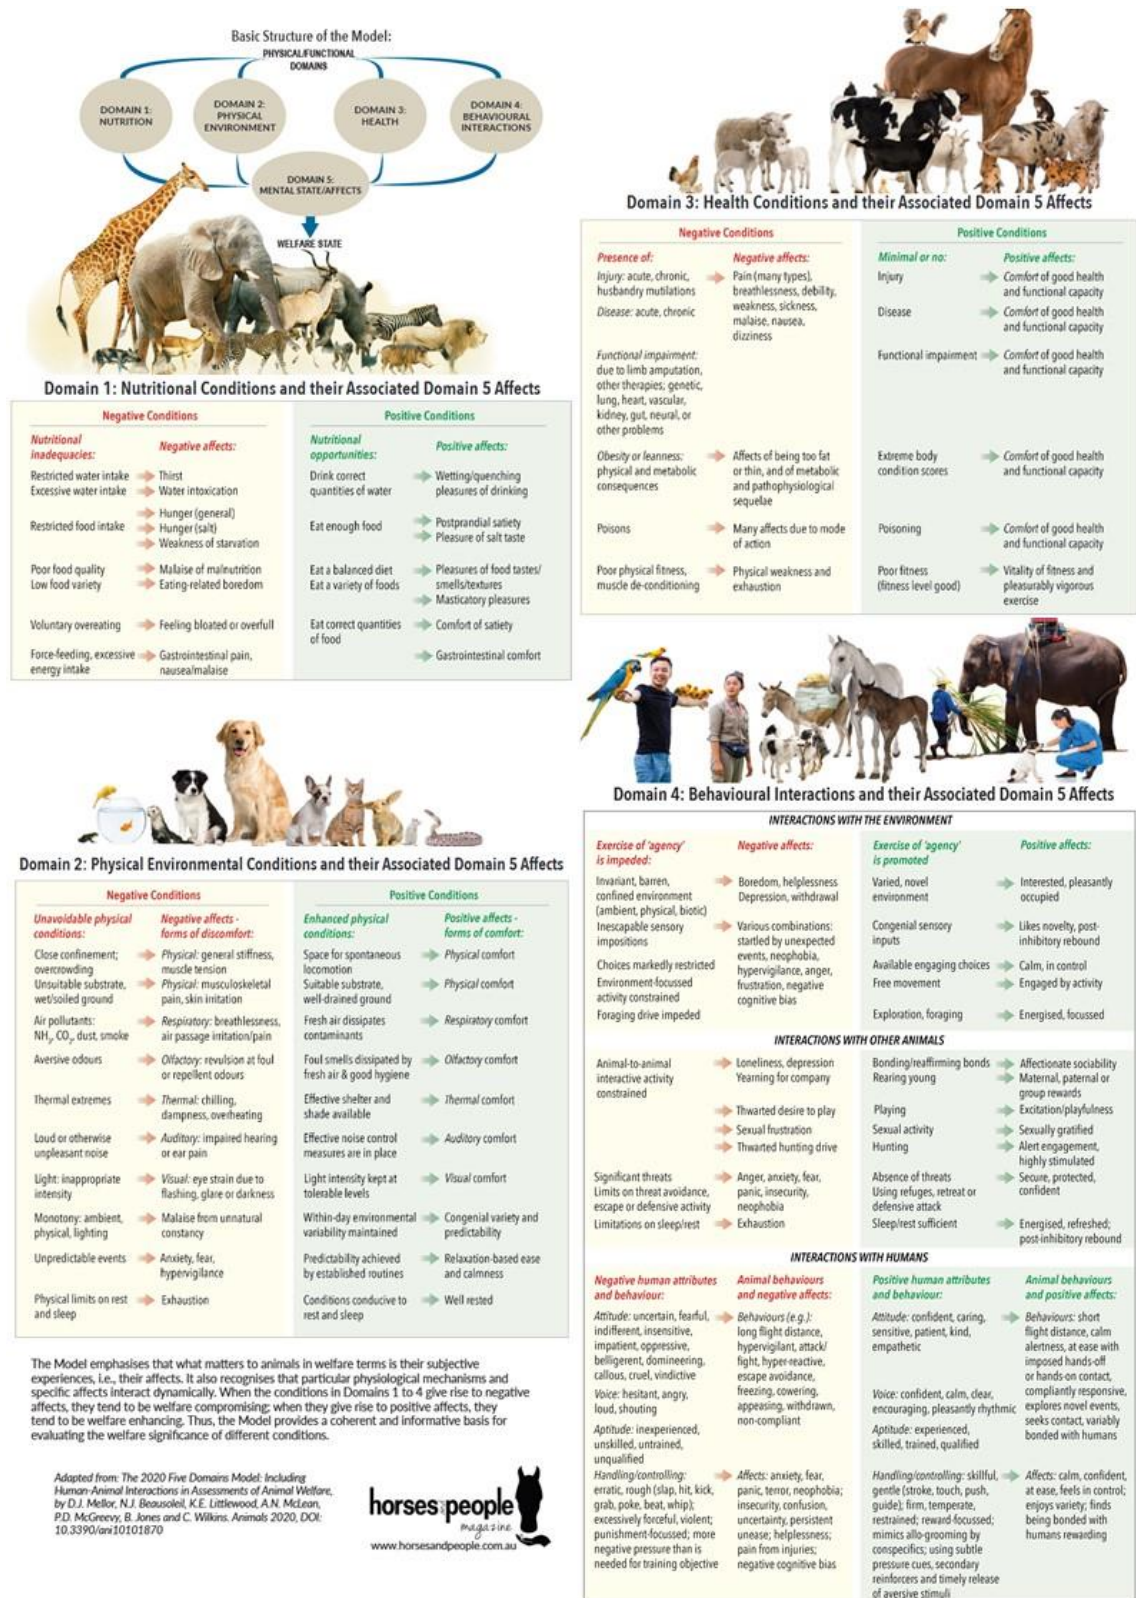 Basic Structure of the Model:
PHYSICAL/FUNCTIONAL
DOMAINS
DOMAIN 1:
NUTRITION
DOMAIN 2:
PHYSICAL
ENVIRONMENT
DOMAIN 3:
HEALTH
DOMAIN 4:
BEHAVIOURAL
INTERACTIONS
DOMAIN 5:
MENTAL STATE/AFFECTS
WELFARE STATE
Domain 1: Nutritional Conditions and their Associated Domain 5 Affects
Negative Conditions
Positive Conditions
Nutritional
inadequacies:
Negative affects:
Nutritional
opportunities:
Positive affects:
Restricted water intake
Thirst
Drink correct
quantities of water
Wetting/quenching
pleasures of drinking
Excessive water intake
Water intoxication
Restricted food intake
Hunger (general)
Hunger (salt)
Weakness of starvation
Eat enough food
Postprandial satiety
Pleasure of salt taste
Poor food quality
Malaise of malnutrition
Eat a balanced diet
Pleasures of food tastes/
smells/textures
Low food variety
Eating-related boredom
Eat a variety of foods
Masticatory pleasures
Voluntary overeating
Feeling bloated or overfull
Eat correct quantities
of food
Comfort of satiety
Force-feeding, excessive
energy intake
Gastrointestinal pain,
nausea/malaise
Gastrointestinal comfort
Domain 2: Physical Environmental Conditions and their Associated Domain 5 Affects
Negative Conditions
Positive Conditions
Unavoidable physical
conditions:
Negative affects -
forms of discomfort:
Enhanced physical
conditions:
Positive affects -
forms of comfort:
Close confinement;
overcrowding
Physical: general stiffness,
muscle tension
Space for spontaneous
locomotion
Physical comfort
Unsuitable substrate,
wet/soiled ground
Physical: musculoskeletal
pain, skin irritation
Suitable substrate,
well-drained ground
Physical comfort
Air pollutants:
NH₃, CO₂, dust, smoke
Respiratory: breathlessness,
air passage irritation/pain
Fresh air dissipates
contaminants
Respiratory comfort
Aversive odours
Olfactory: revulsion at foul
or repellent odours
Foul smells dissipated by
fresh air & good hygiene
Olfactory comfort
Thermal extremes
Thermal: chilling,
dampness, overheating
Effective shelter and
shade available
Thermal comfort
Loud or otherwise
unpleasant noise
Auditory: impaired hearing
or ear pain
Effective noise control
measures are in place
Auditory comfort
Light: inappropriate
intensity
Visual: eye strain due to
flashing, glare or darkness
Light intensity kept at
tolerable levels
Visual comfort
Monotony: ambient,
physical, lighting
Malaise from unnatural
constancy
Within-day environmental
variability maintained
Congenial variety and
predictability
Unpredictable events
Anxiety, fear,
hypervigilance
Predictability achieved
by established routines
Relaxation-based ease
and calmness
Physical limits on rest
and sleep
Exhaustion
Conditions conducive to
rest and sleep
Well rested
The Model emphasises that what matters to animals in welfare terms is their subjective
experiences, i.e., their affects. It also recognises that particular physiological mechanisms and
specific affects interact dynamically. When the conditions in Domains 1 to 4 give rise to negative
affects, they tend to be welfare compromising; when they give rise to positive affects, they
tend to be welfare enhancing. Thus, the Model provides a coherent and informative basis for
evaluating the welfare significance of different conditions.
Adapted from: The 2020 Five Domains Model: Including
Human-Animal Interactions in Assessments of Animal Welfare,
by D.J. Mellor, N.J. Beausoleil, K.E. Littlewood, A.N. McLean,
P.D. McGreevy, B. Jones and C. Wilkins. Animals 2020, DOI:
10.3390/ani10101870
horses people
magazine
www.horsesandpeople.com.au
Domain 3: Health Conditions and their Associated Domain 5 Affects
Negative Conditions
Positive Conditions
Presence of:
Negative affects:
Minimal or no:
Positive affects:
Injury: acute, chronic,
husbandry mutilations
Disease: acute, chronic
Pain (many types),
breathlessness, debility,
weakness, sickness,
malaise, nausea,
dizziness
Injury
Comfort of good health
and functional capacity
Disease
Comfort of good health
and functional capacity
Functional impairment:
due to limb amputation,
other therapies; genetic,
lung, heart, vascular,
kidney, gut, neural, or
other problems
Functional impairment
Comfort of good health
and functional capacity
Obesity or leanness:
physical and metabolic
consequences
Affects of being too fat
or thin, and of metabolic
and pathophysiological
sequelae
Extreme body
condition scores
Comfort of good health
and functional capacity
Poisons
Many affects due to mode
of action
Poisoning
Comfort of good health
and functional capacity
Poor physical fitness,
muscle de-conditioning
Physical weakness and
exhaustion
Poor fitness
(fitness level good)
Vitality of fitness and
pleasurably vigorous
exercise
Domain 4: Behavioural Interactions and their Associated Domain 5 Affects
INTERACTIONS WITH THE ENVIRONMENT
Exercise of 'agency'
is impeded:
Negative affects:
Exercise of 'agency'
is promoted
Positive affects:
Invariant, barren,
confined environment
(ambient, physical, biotic)
Boredom, helplessness
Depression, withdrawal
Varied, novel
environment
Interested, pleasantly
occupied
Inescapable sensory
impositions
Various combinations:
startled by unexpected
events, neophobia,
hypervigilance, anger,
frustration, negative
cognitive bias
Congenial sensory
inputs
Likes novelty, post-
inhibitory rebound
Choices markedly restricted
Available engaging choices
Calm, in control
Environment-focussed
activity constrained
Free movement
Engaged by activity
Foraging drive impeded
Exploration, foraging
Energised, focussed
INTERACTIONS WITH OTHER ANIMALS
Animal-to-animal
interactive activity
constrained
Loneliness, depression
Yearning for company
Bonding/reaffirming bonds
Affectionate sociability
Rearing young
Maternal, paternal or
group rewards
Thwarted desire to play
Playing
Excitation/playfulness
Sexual frustration
Sexual activity
Sexually gratified
Thwarted hunting drive
Hunting
Alert engagement,
highly stimulated
Significant threats
Limits on threat avoidance,
escape or defensive activity
Anger, anxiety, fear,
panic, insecurity,
neophobia
Absence of threats
Using refuges, retreat or
defensive attack
Secure, protected,
confident
Limitations on sleep/rest
Exhaustion
Sleep/rest sufficient
Energised, refreshed;
post-inhibitory rebound
INTERACTIONS WITH HUMANS
Negative human attributes
and behaviour:
Animal behaviours
and negative affects:
Positive human attributes
and behaviour:
Animal behaviours
and positive affects:
Attitude: uncertain, fearful,
indifferent, insensitive,
impatient, oppressive,
belligerent, domineering,
callous, cruel, vindictive
Voice: hesitant, angry,
loud, shouting
Aptitude: inexperienced,
unskilled, untrained,
unqualified
Behaviours (e.g.):
long flight distance,
hypervigilant, attack/
fight, hyper-reactive,
escape avoidance,
freezing, cowering,
appeasing, withdrawn,
non-compliant
Attitude: confident, caring,
sensitive, patient, kind,
empathetic
Voice: confident, calm, clear,
encouraging, pleasantly rhythmic
Aptitude: experienced,
skilled, trained, qualified
Behaviours: short
flight distance, calm
alertness, at ease with
imposed hands-off
or hands-on contact,
compliantly responsive,
explores novel events,
seeks contact, variably
bonded with humans
Handling/controlling:
erratic, rough (slap, hit, kick,
grab, poke, beat, whip);
excessively forceful, violent;
punishment-focussed; more
negative pressure than is
needed for training objective
Affects: anxiety, fear,
panic, terror, neophobia;
insecurity, confusion,
uncertainty, persistent
unease; helplessness;
pain from injuries;
negative cognitive bias
Handling/controlling: skillful,
gentle (stroke, touch, push,
guide); firm, temperate,
restrained; reward-focussed;
mimics allo-grooming by
conspecifics; using subtle
pressure cues, secondary
reinforcers and timely release
of aversive stimuli
Affects: calm, confident,
at ease, feels in control;
enjoys variety; finds
being bonded with
humans rewarding